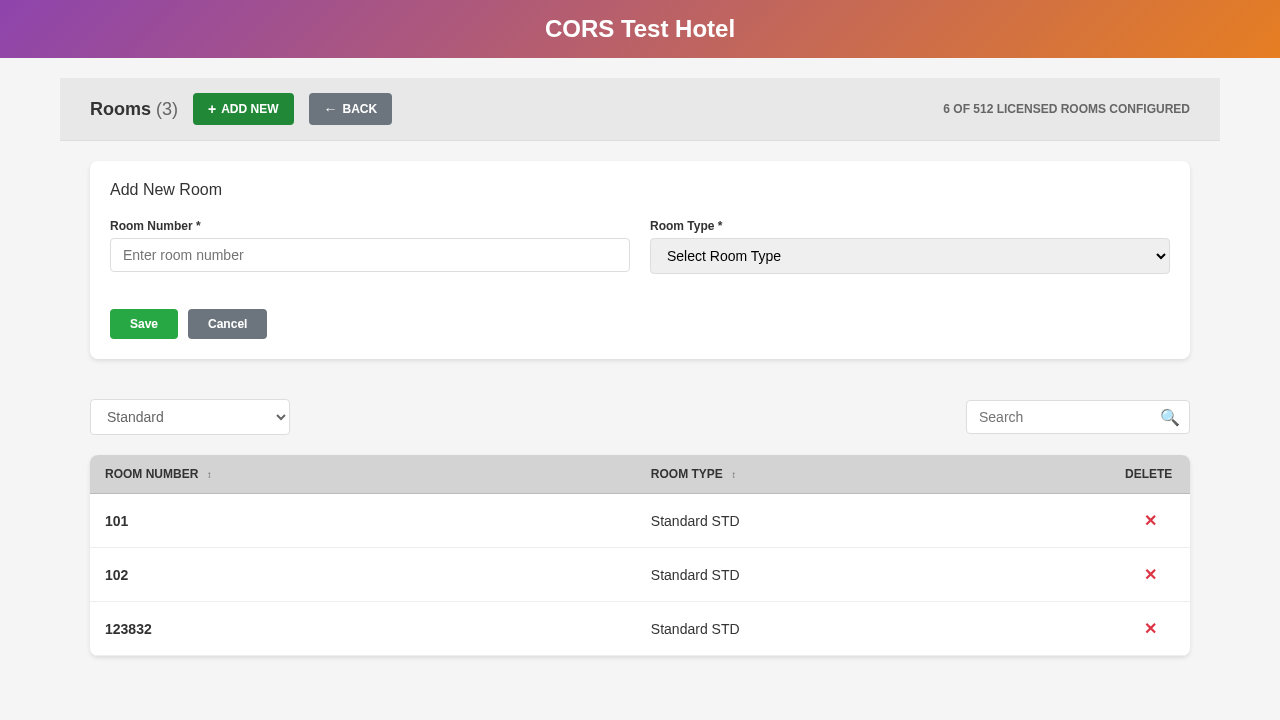 CORS Test Hotel
Rooms (3)
+ ADD NEW
← BACK
6 OF 512 LICENSED ROOMS CONFIGURED
Add New Room
Room Number *
Room Type *
Enter room number
Select Room Type
Save
Cancel
Standard
Search
ROOM NUMBER ↕ ROOM TYPE ↕ DELETE
101 Standard STD ✕
102 Standard STD ✕
123832 Standard STD ✕